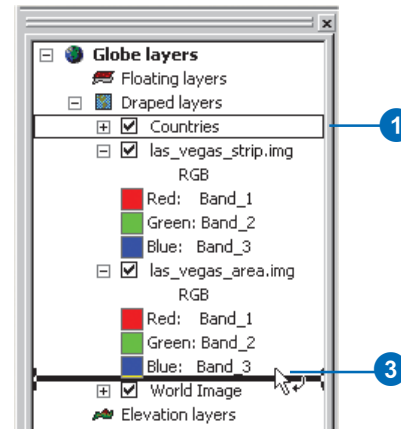 Globe layers
Floating layers
Draped layers
Countries
1
las_vegas_strip.img
RGB
Red: Band_1
Green: Band_2
Blue: Band_3
las_vegas_area.img
RGB
Red: Band_1
Green: Band_2
Blue: Band_3
3
World Image
Elevation layers